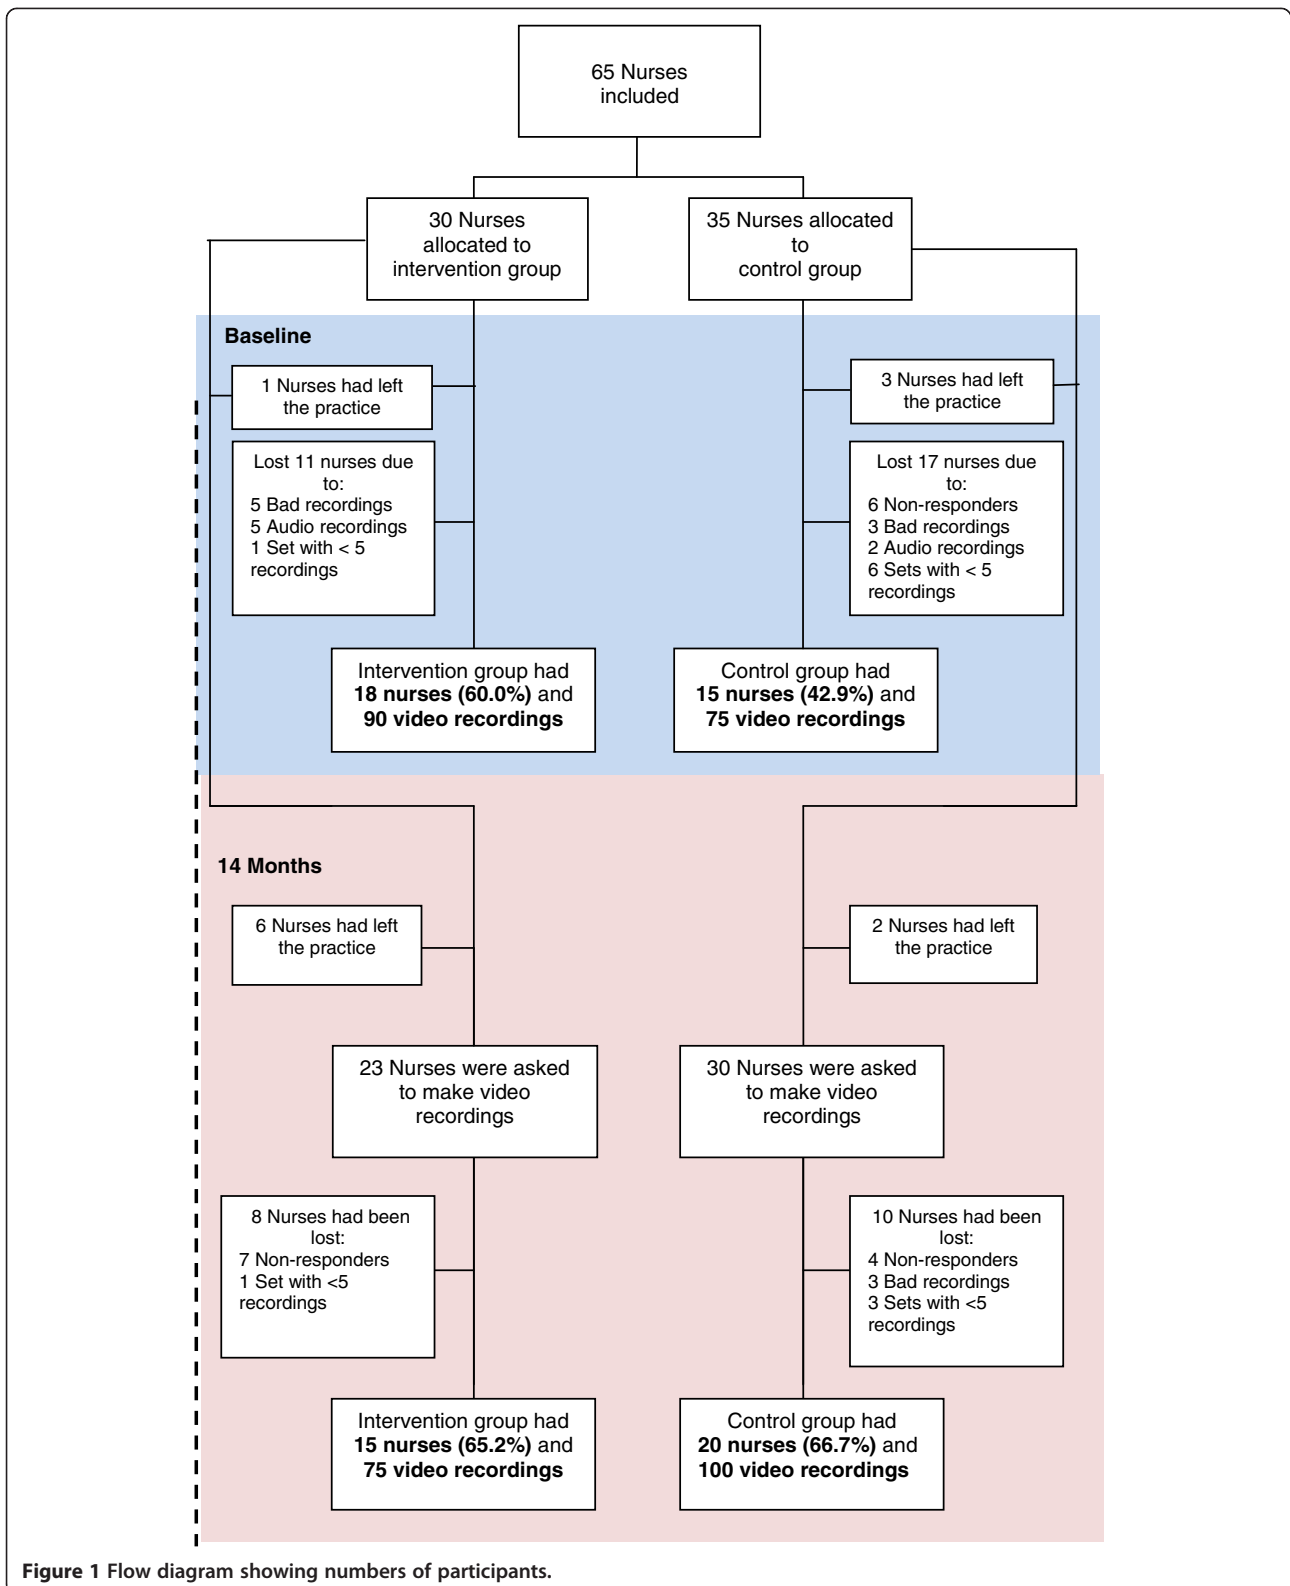 65 Nurses
included
30 Nurses
allocated to
intervention group
35 Nurses allocated
to
control group
Baseline
1 Nurses had left
the practice
3 Nurses had left
the practice
Lost 11 nurses due
to:
5 Bad recordings
5 Audio recordings
1 Set with < 5
recordings
Lost 17 nurses due
to:
6 Non-responders
3 Bad recordings
2 Audio recordings
6 Sets with < 5
recordings
Intervention group had
18 nurses (60.0%) and
90 video recordings
Control group had
15 nurses (42.9%) and
75 video recordings
14 Months
6 Nurses had left
the practice
2 Nurses had left
the practice
23 Nurses were asked
to make video
recordings
30 Nurses were asked
to make video
recordings
8 Nurses had been
lost:
7 Non-responders
1 Set with <5
recordings
10 Nurses had been
lost:
4 Non-responders
3 Bad recordings
3 Sets with <5
recordings
Intervention group had
15 nurses (65.2%) and
75 video recordings
Control group had
20 nurses (66.7%) and
100 video recordings
Figure 1 Flow diagram showing numbers of participants.